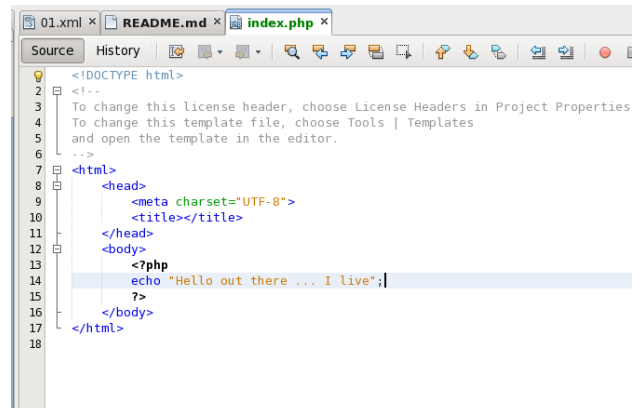 01.xml × README.md × index.php ×
Source History
<!DOCTYPE html>
2 <!--
3 To change this license header, choose License Headers in Project Properties
4 To change this template file, choose Tools | Templates
5 and open the template in the editor.
6 -->
7 <html>
8 <head>
9 <meta charset="UTF-8">
10 <title></title>
11 </head>
12 <body>
13 <?php
14 echo "Hello out there ... I live";
15 ?>
16 </body>
17 </html>
18